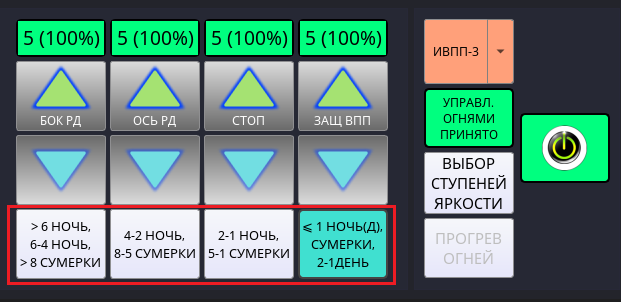 5 (100%) 5 (100%) 5 (100%) 5 (100%)
БОК РД ОСЬ РД СТОП ЗАЩ ВПП
> 6 НОЧЬ,
6-4 НОЧЬ,
> 8 СУМЕРКИ
4-2 НОЧЬ,
8-5 СУМЕРКИ
2-1 НОЧЬ,
5-1 СУМЕРКИ
⩽ 1 НОЧЬ(Д),
СУМЕРКИ,
2-1ДЕНЬ
ИВПП-3
УПРАВЛ.
ОГНЯМИ
ПРИНЯТО
ВЫБОР
СТУПЕНЕЙ
ЯРКОСТИ
ПРОГРЕВ
ОГНЕЙ